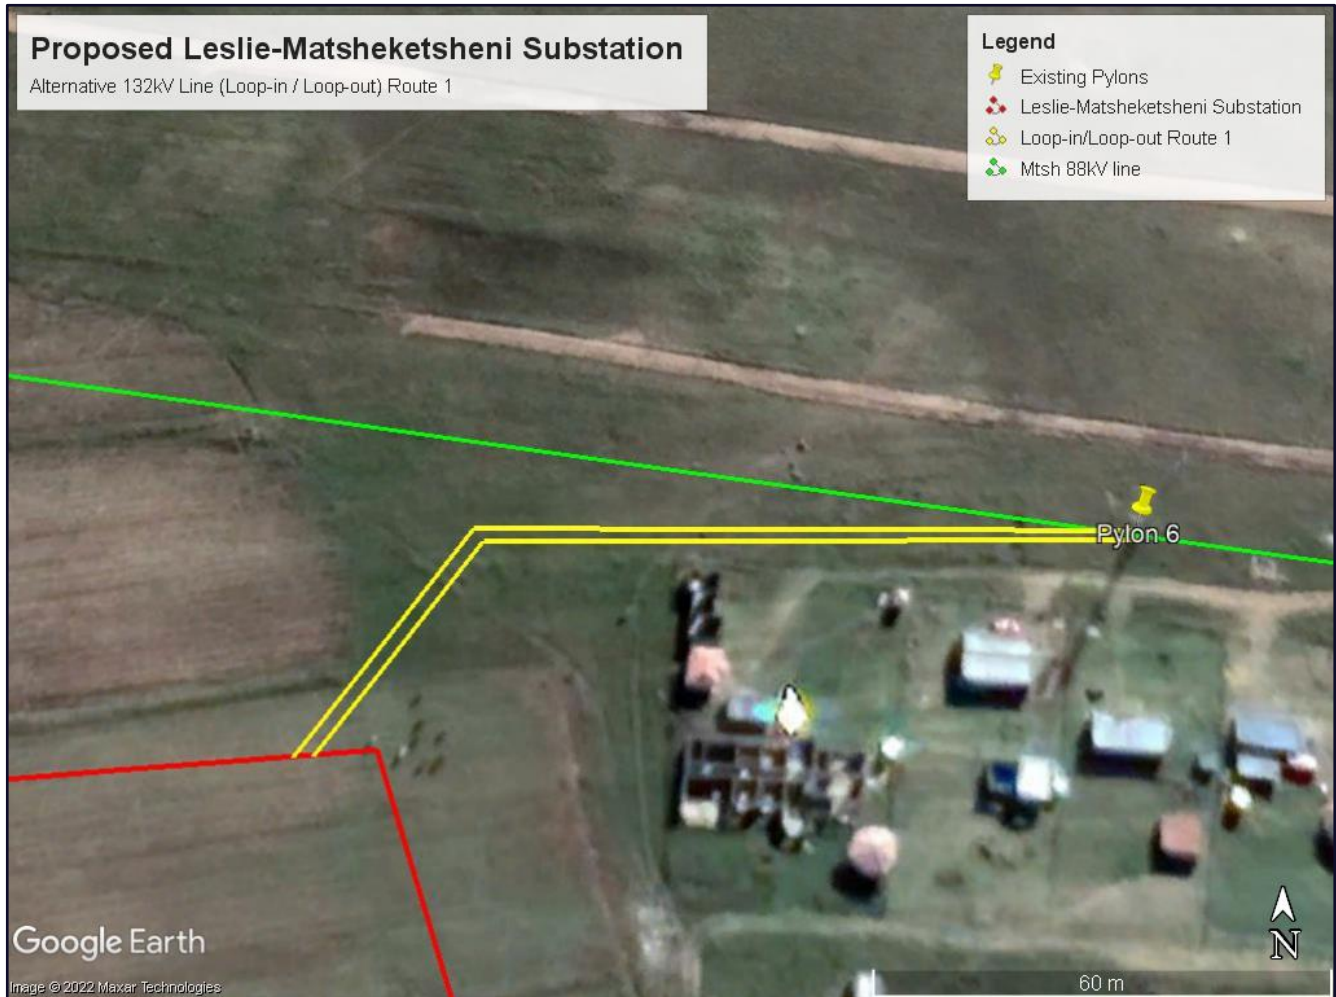 Proposed Leslie-Matsheketsheni Substation
Alternative 132kV Line (Loop-in / Loop-out) Route 1
Legend
Existing Pylons
Leslie-Matsheketsheni Substation
Loop-in/Loop-out Route 1
Mtsh 88kV line
Pylon 6
N
Google Earth
Image © 2022 Maxar Technologies
60 m